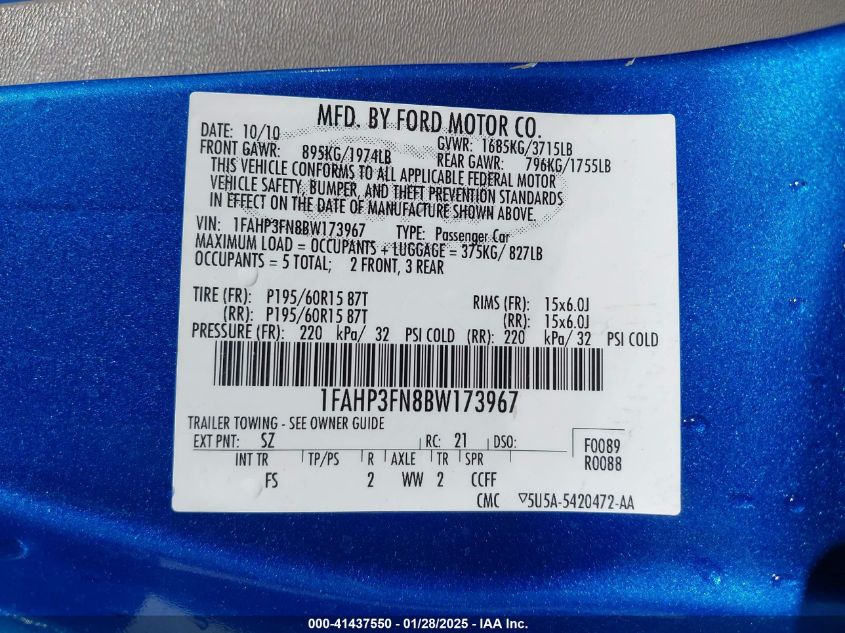 MFD. BY FORD MOTOR CO.
DATE: 10/10 GVWR: 1685KG/3715LB
FRONT GAWR: 895KG/1974LB REAR GAWR: 796KG/1755LB
THIS VEHICLE CONFORMS TO ALL APPLICABLE FEDERAL MOTOR
VEHICLE SAFETY, BUMPER, AND THEFT PREVENTION STANDARDS
IN EFFECT ON THE DATE OF MANUFACTURE SHOWN ABOVE.
VIN: 1FAHP3FN8BW173967 TYPE: Passenger Car
MAXIMUM LOAD = OCCUPANTS + LUGGAGE = 375KG/ 827LB
OCCUPANTS = 5 TOTAL; 2 FRONT, 3 REAR
TIRE (FR): P195/60R15 87T RIMS (FR): 15x6.0J
(RR): P195/60R15 87T (RR): 15x6.0J
PRESSURE (FR): 220 kPa/ 32 PSI COLD (RR): 220 kPa/ 32 PSI COLD
1FAHP3FN8BW173967
TRAILER TOWING - SEE OWNER GUIDE
EXT PNT: SZ RC: 21 DSO: F0089
INT TR TP/PS R AXLE TR SPR R0088
FS 2 WW 2 CCFF
CMC ▽5U5A-5420472-AA
000-41437550 - 01/28/2025 - IAA Inc.